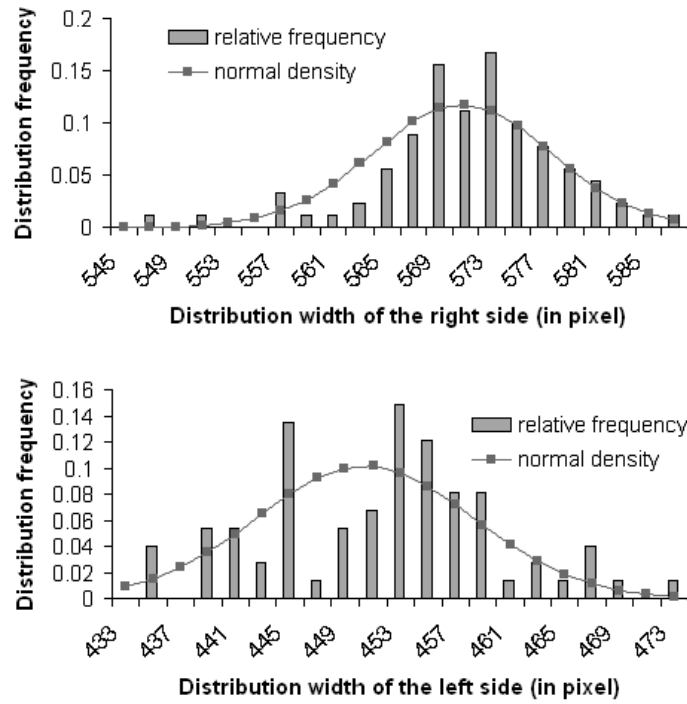 Distribution frequency
0.2
0.15
0.1
0.05
0
relative frequency
normal density
545 549 553 557 561 565 569 573 577 581 585
Distribution width of the right side (in pixel)
Distribution frequency
0.16
0.14
0.12
0.1
0.08
0.06
0.04
0.02
0
relative frequency
normal density
433 437 441 445 449 453 457 461 465 469 473
Distribution width of the left side (in pixel)